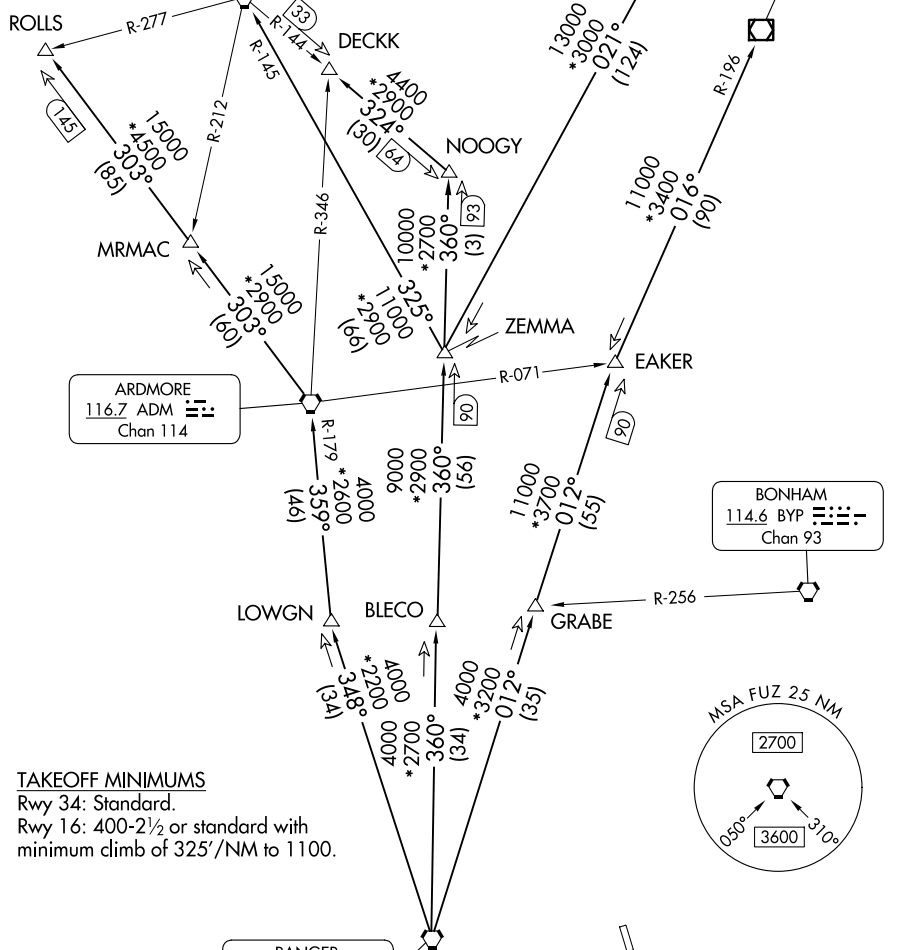 ROLLS
R-277
33
R-144
DECKK
R-145
13000
*3000
021°
(124)
R-196
145
15000
*4500
303°
(85)
R-212
4400
*2900
324°
(30)
64
NOOGY
93
MRMAC
R-346
10000
*2700
360°
(3)
11000
*3400
016°
(90)
15000
*2900
303°
(60)
325°
11000
*2900
(66)
ZEMMA
EAKER
R-071
ARDMORE
116.7 ADM
Chan 114
90
90
R-179
4000
*2600
359°
(46)
9000
*2900
360°
(56)
11000
*3700
012°
(55)
BONHAM
114.6 BYP
Chan 93
R-256
LOWGN
BLECO
GRABE
4000
*2200
348°
(34)
4000
*2700
360°
(34)
4000
*3200
012°
(35)
MSA FUZ 25 NM
2700
050°
3600
310°
TAKEOFF MINIMUMS
Rwy 34: Standard.
Rwy 16: 400-2½ or standard with
minimum climb of 325'/NM to 1100.